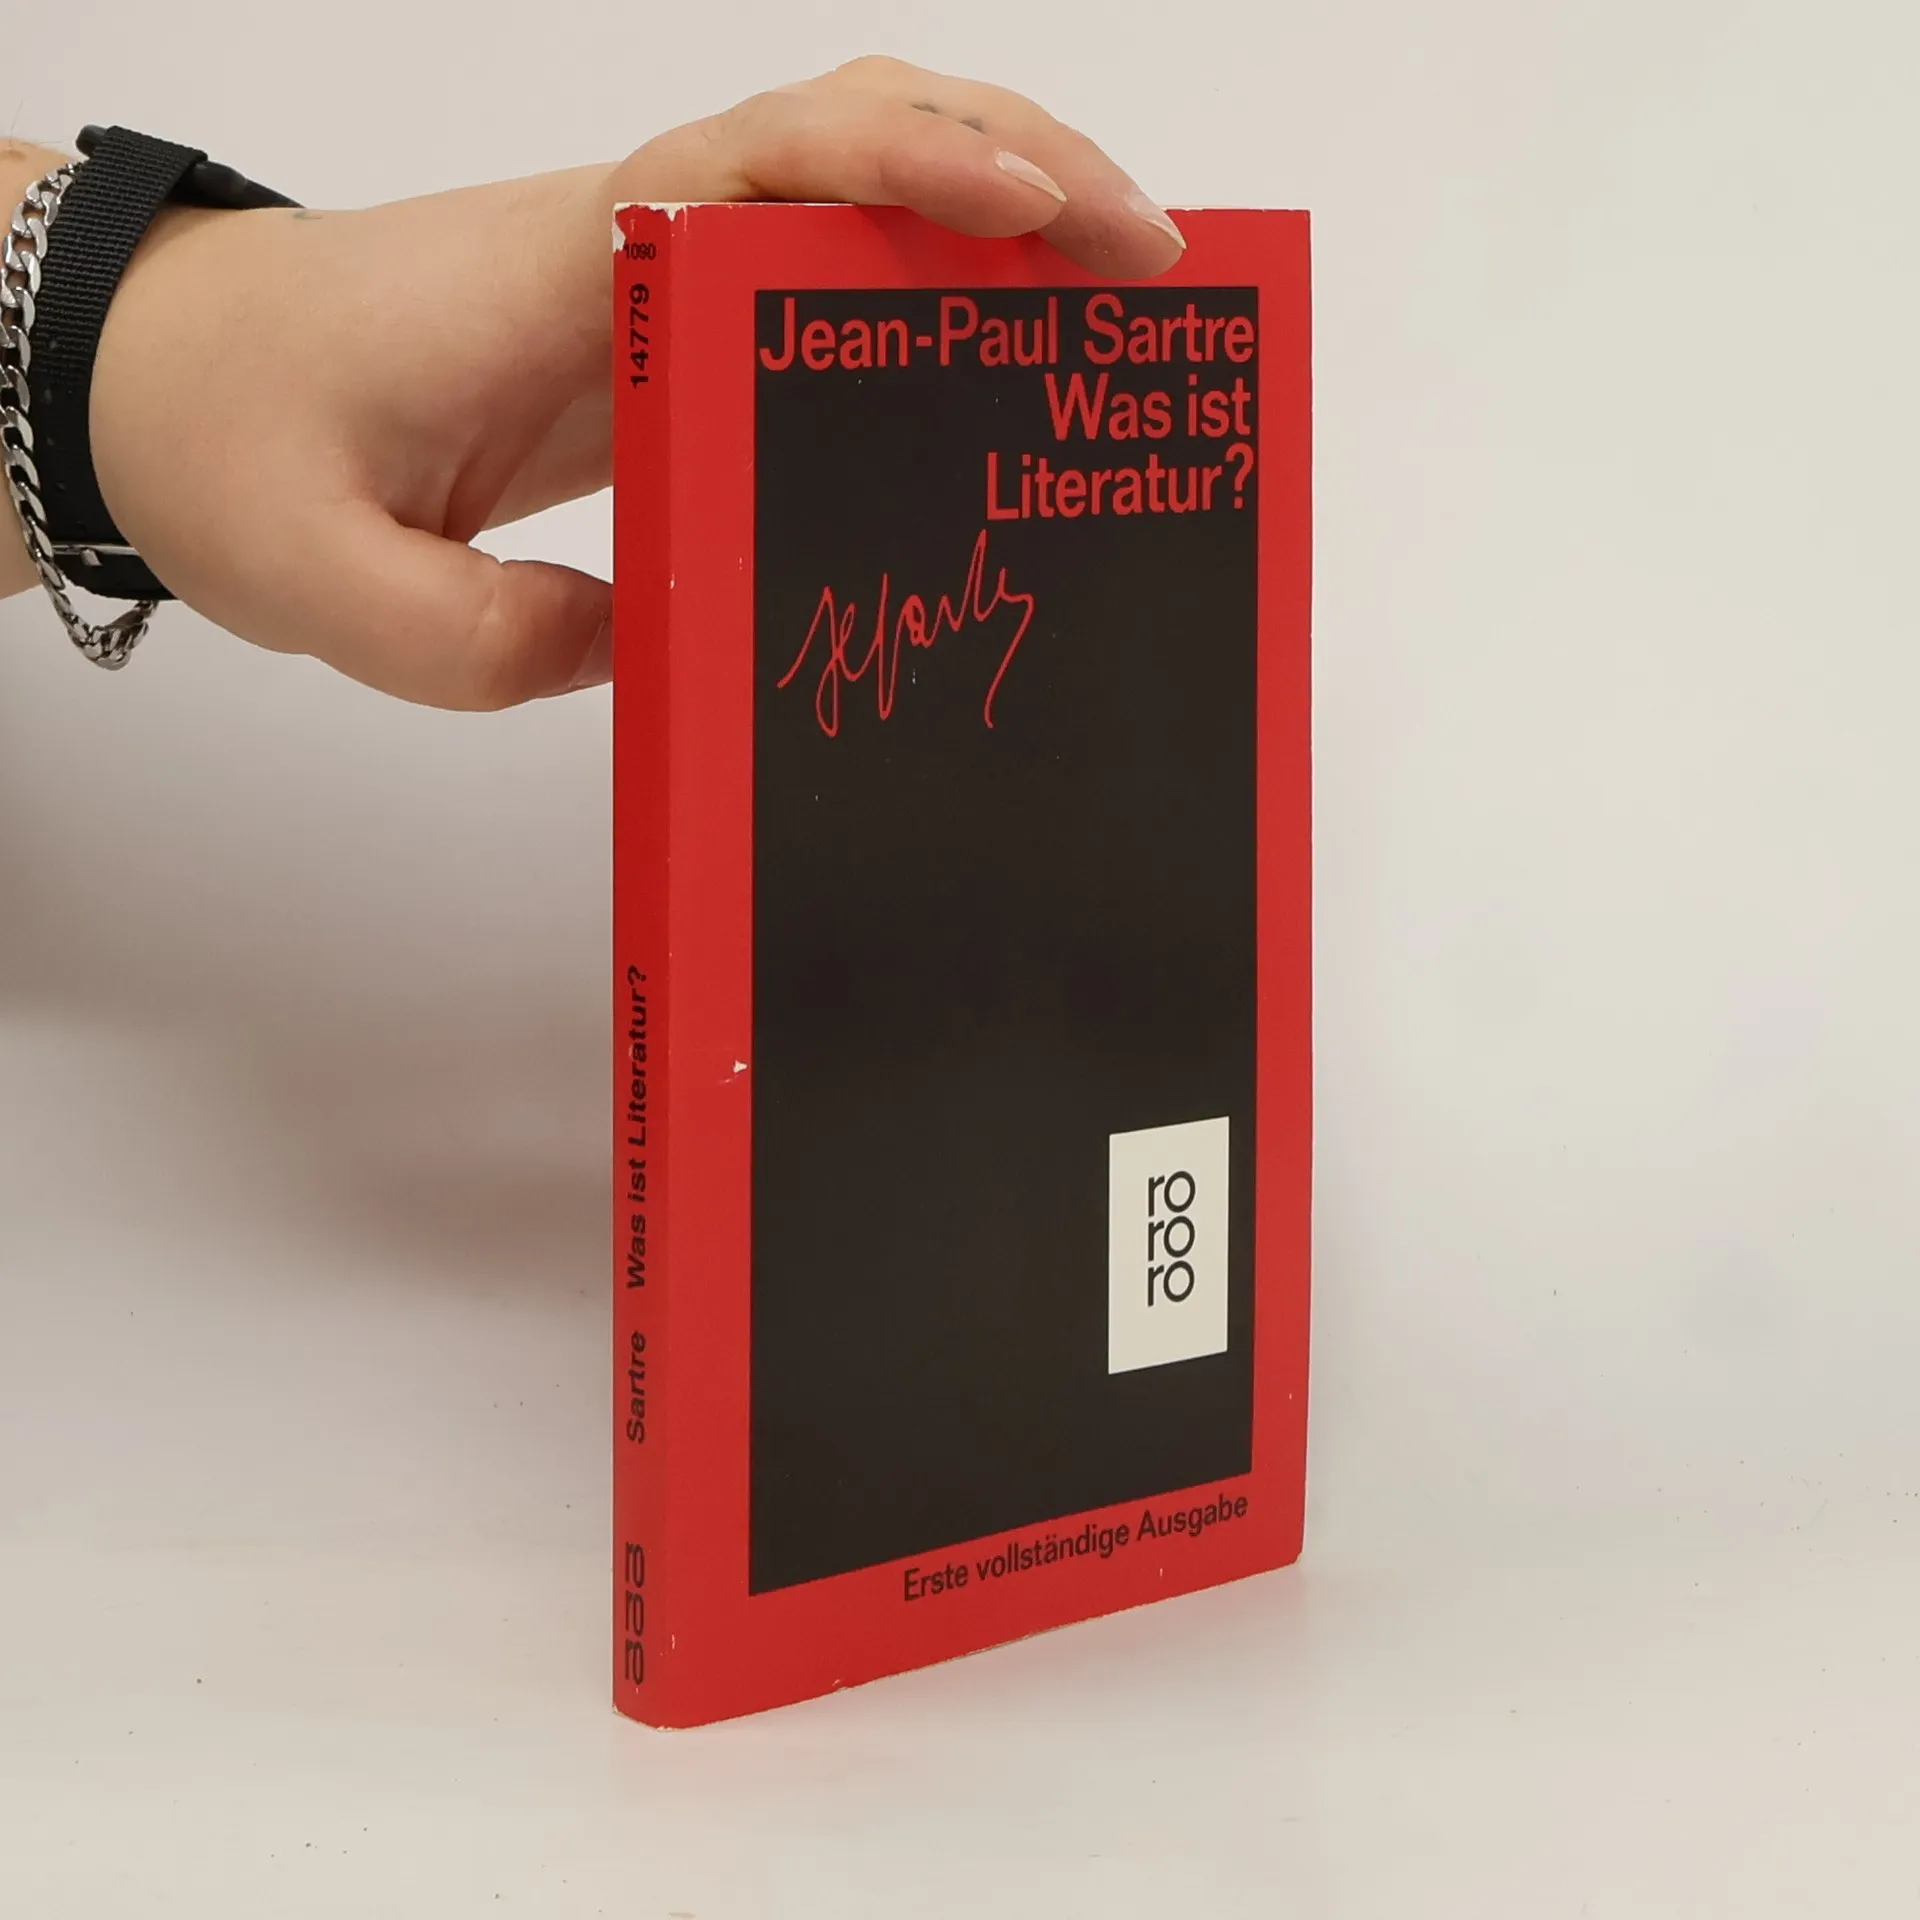 Jean-Paul Sartre
Was ist
Literatur?
ro
ro
ro
Erste vollständige Ausgabe
1080
14779
Sartre Was ist Literatur?
ro
ro
ro